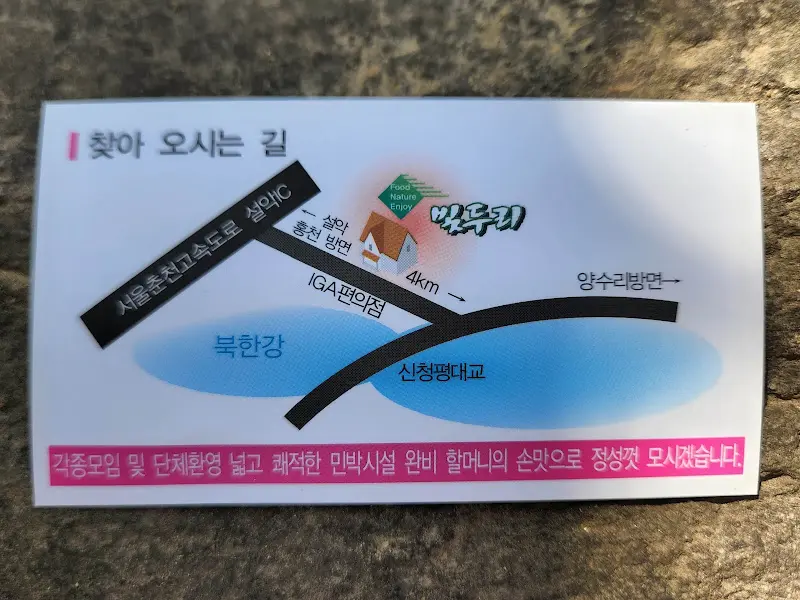 찾아 오시는 길
서울춘천고속도로 설악IC
← 설악
홍천 방면
Food
Nature
Enjoy
밎두리
4km →
IGA편의점
양수리방면→
북한강
신청평대교
각종모임 및 단체환영 넓고 쾌적한 민박시설 완비 할머니의 손맛으로 정성껏 모시겠습니다.